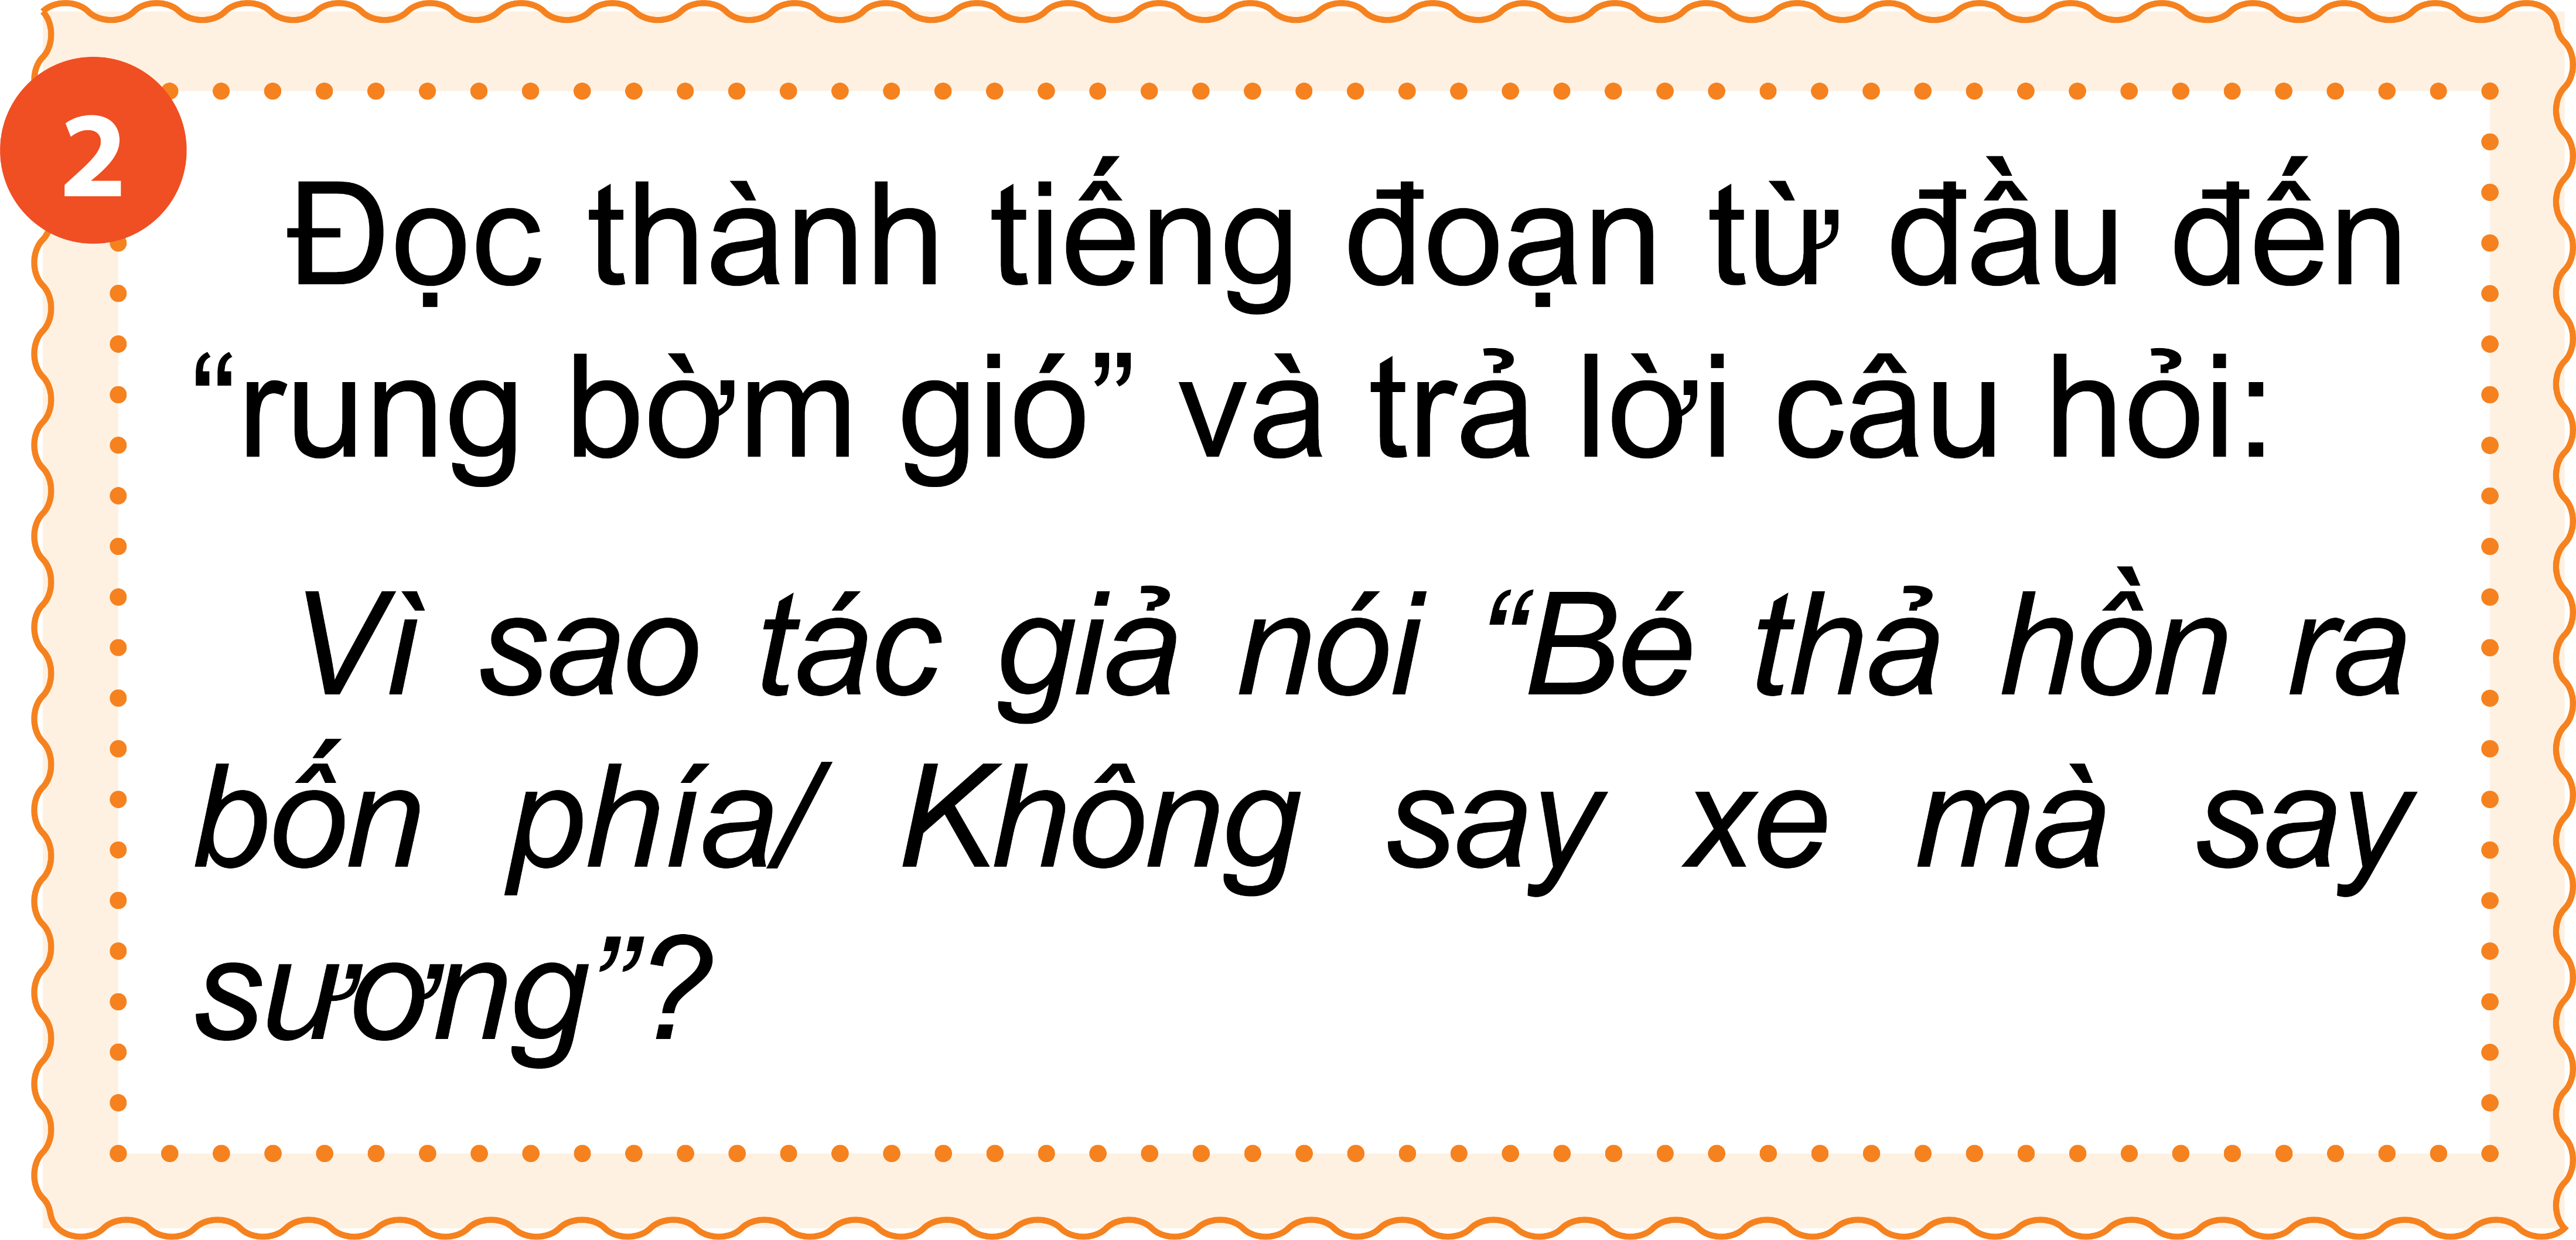 2
Đọc thành tiếng đoạn từ đầu đến
“rung bờm gió” và trả lời câu hỏi:
Vì sao tác giả nói “Bé thả hồn ra
bốn phía/ Không say xe mà say
sương”?